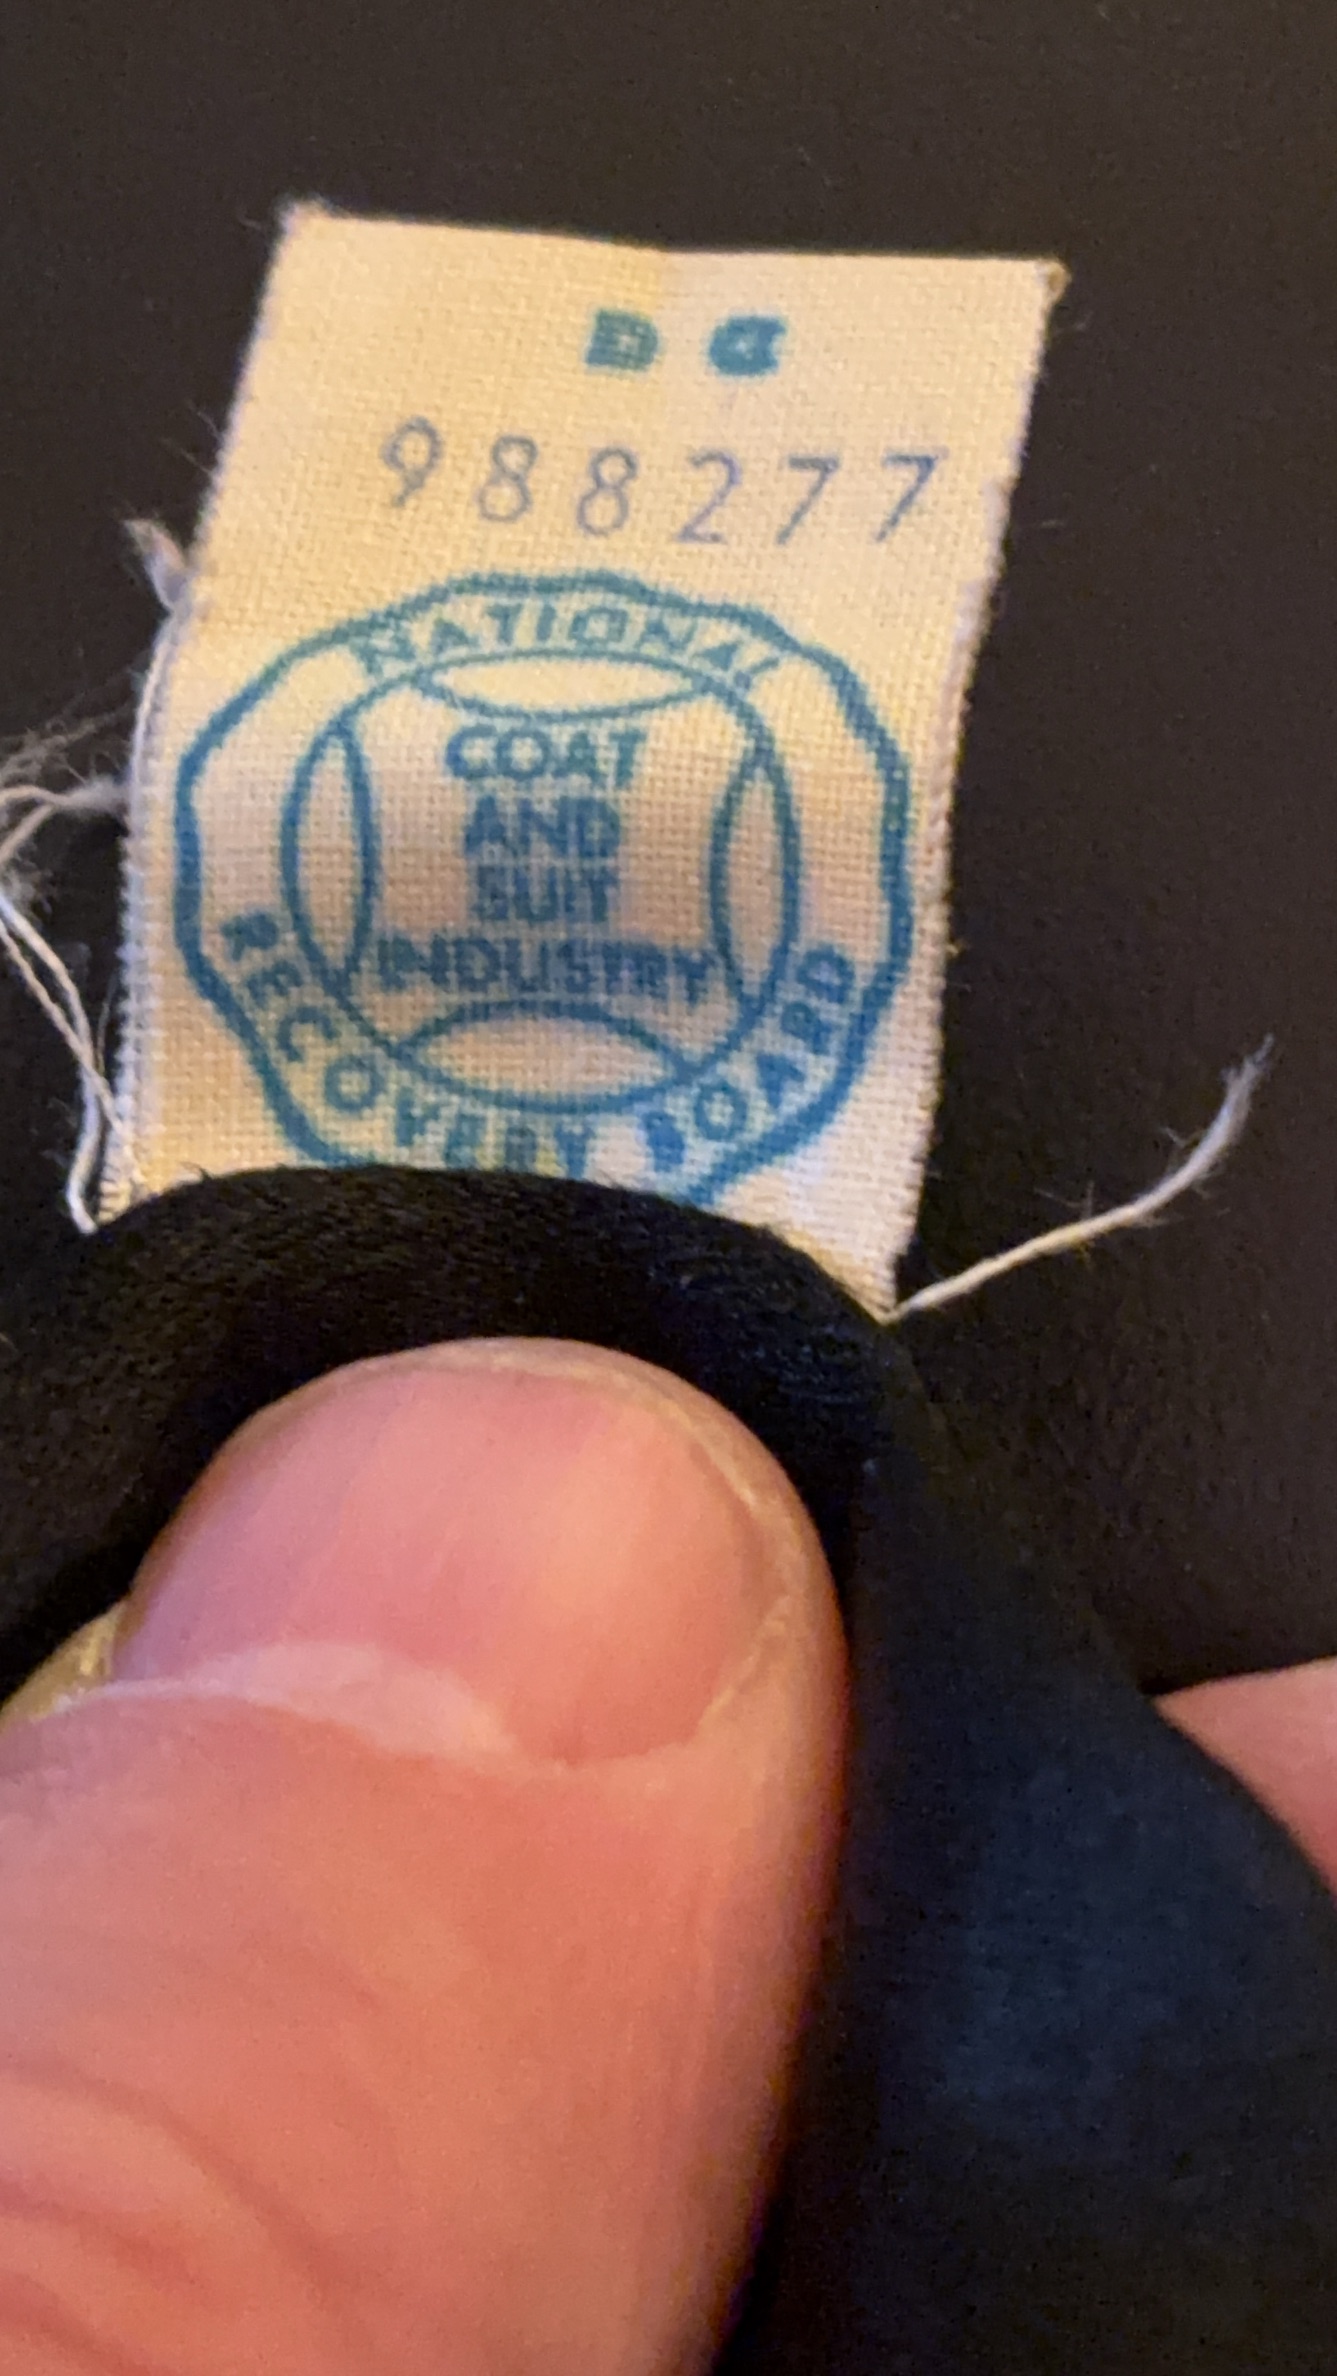 988277
NATIONAL
COAT
AND
SUIT
INDUSTRY
RECOVERY BOARD